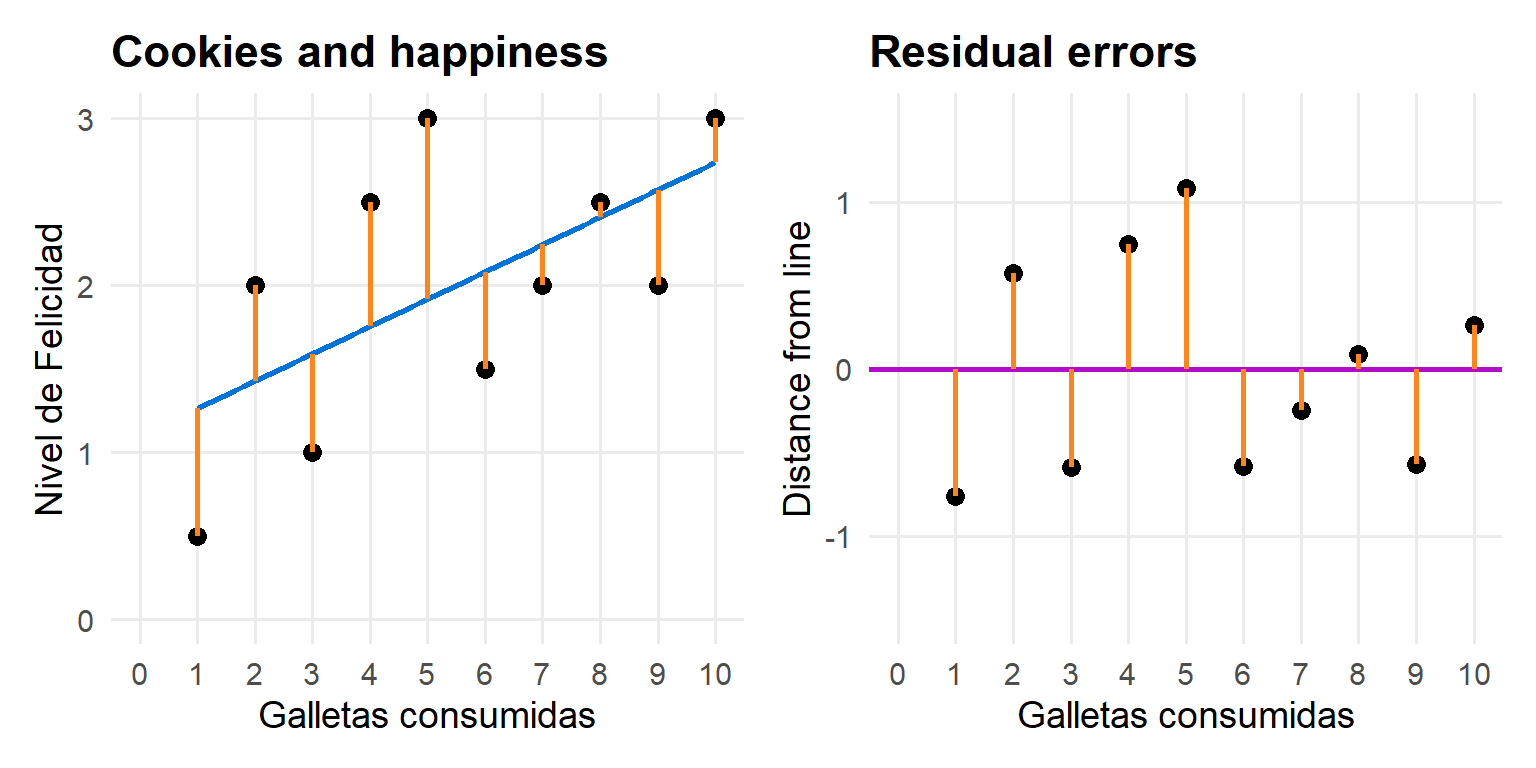 Cookies and happiness
3
2
1
0
Nivel de Felicidad
0 1 2 3 4 5 6 7 8 9 10
Galletas consumidas
Residual errors
1
0
-1
Distance from line
0 1 2 3 4 5 6 7 8 9 10
Galletas consumidas